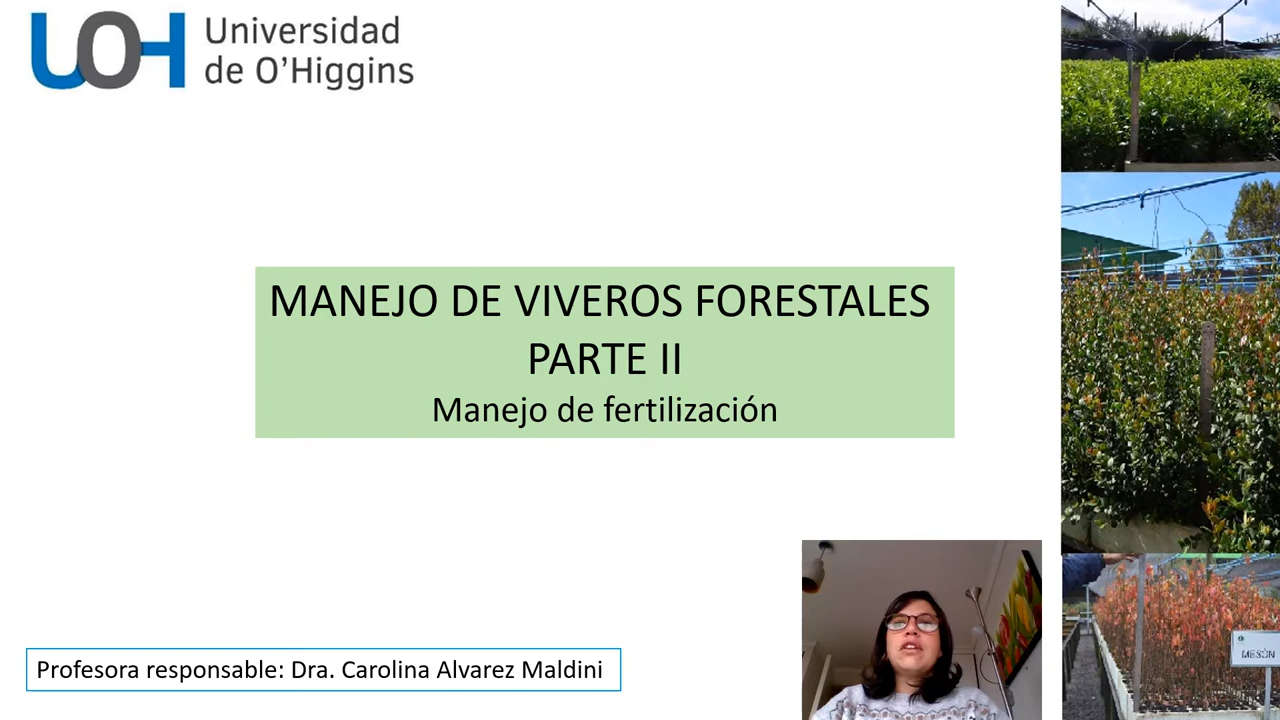 UOH Universidad
de O'Higgins
MANEJO DE VIVEROS FORESTALES
PARTE II
Manejo de fertilización
Profesora responsable: Dra. Carolina Alvarez Maldini
MESÓN